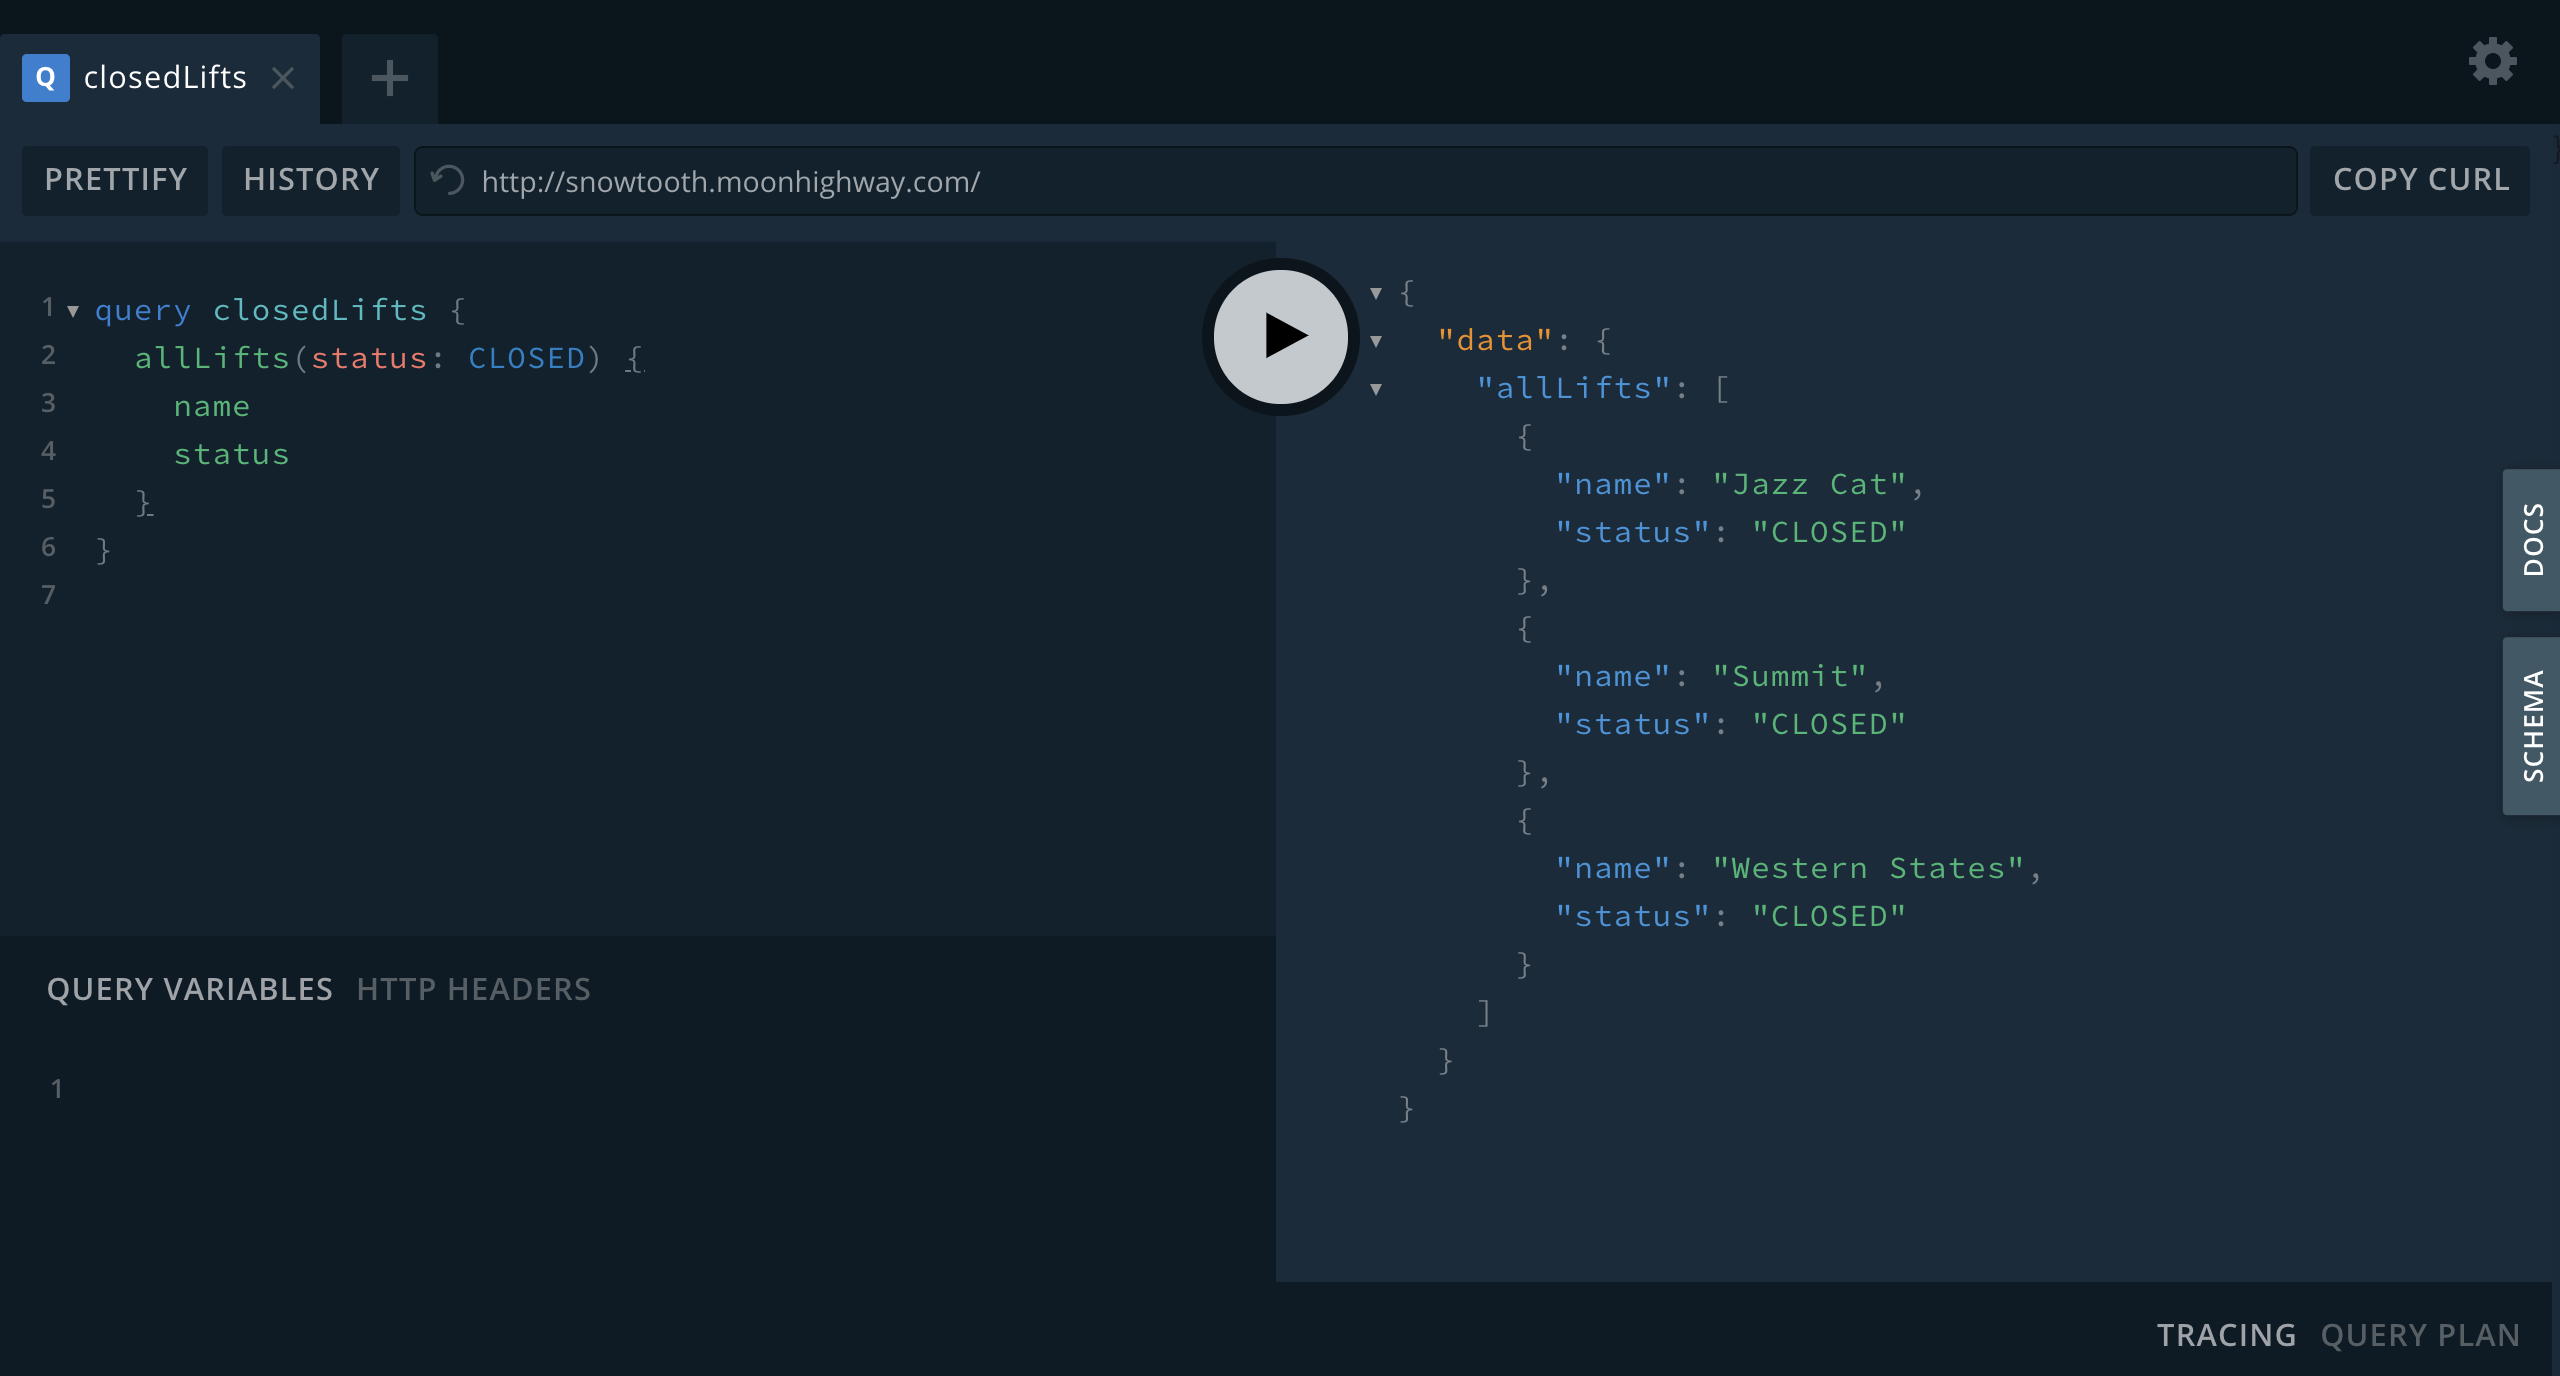 Q closedLifts
PRETTIFY HISTORY http://snowtooth.moonhighway.com/ COPY CURL
1 query closedLifts {
2   allLifts(status: CLOSED) {
3     name
4     status
5   }
6 }
7
{
  "data": {
    "allLifts": [
      {
        "name": "Jazz Cat",
        "status": "CLOSED"
      },
      {
        "name": "Summit",
        "status": "CLOSED"
      },
      {
        "name": "Western States",
        "status": "CLOSED"
      }
    ]
  }
}
DOCS
SCHEMA
QUERY VARIABLES HTTP HEADERS
1
TRACING QUERY PLAN